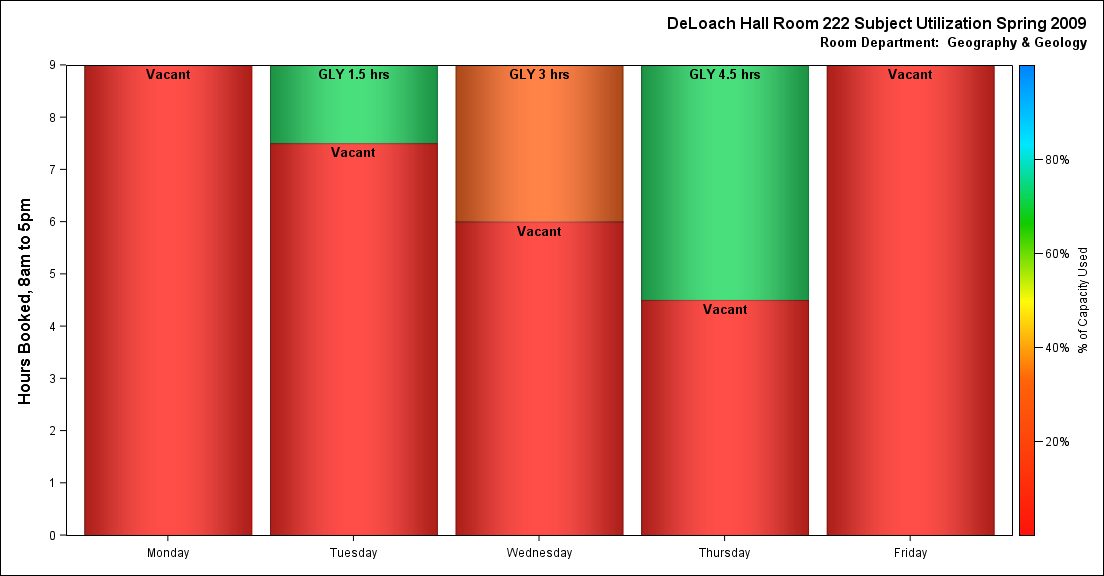 DeLoach Hall Room 222 Subject Utilization Spring 2009
Room Department:  Geography & Geology
Hours Booked, 8am to 5pm
9
8
7
6
5
4
3
2
1
0
Vacant
GLY 1.5 hrs
Vacant
GLY 3 hrs
Vacant
GLY 4.5 hrs
Vacant
Vacant
Monday
Tuesday
Wednesday
Thursday
Friday
80%
60%
40%
20%
% of Capacity Used